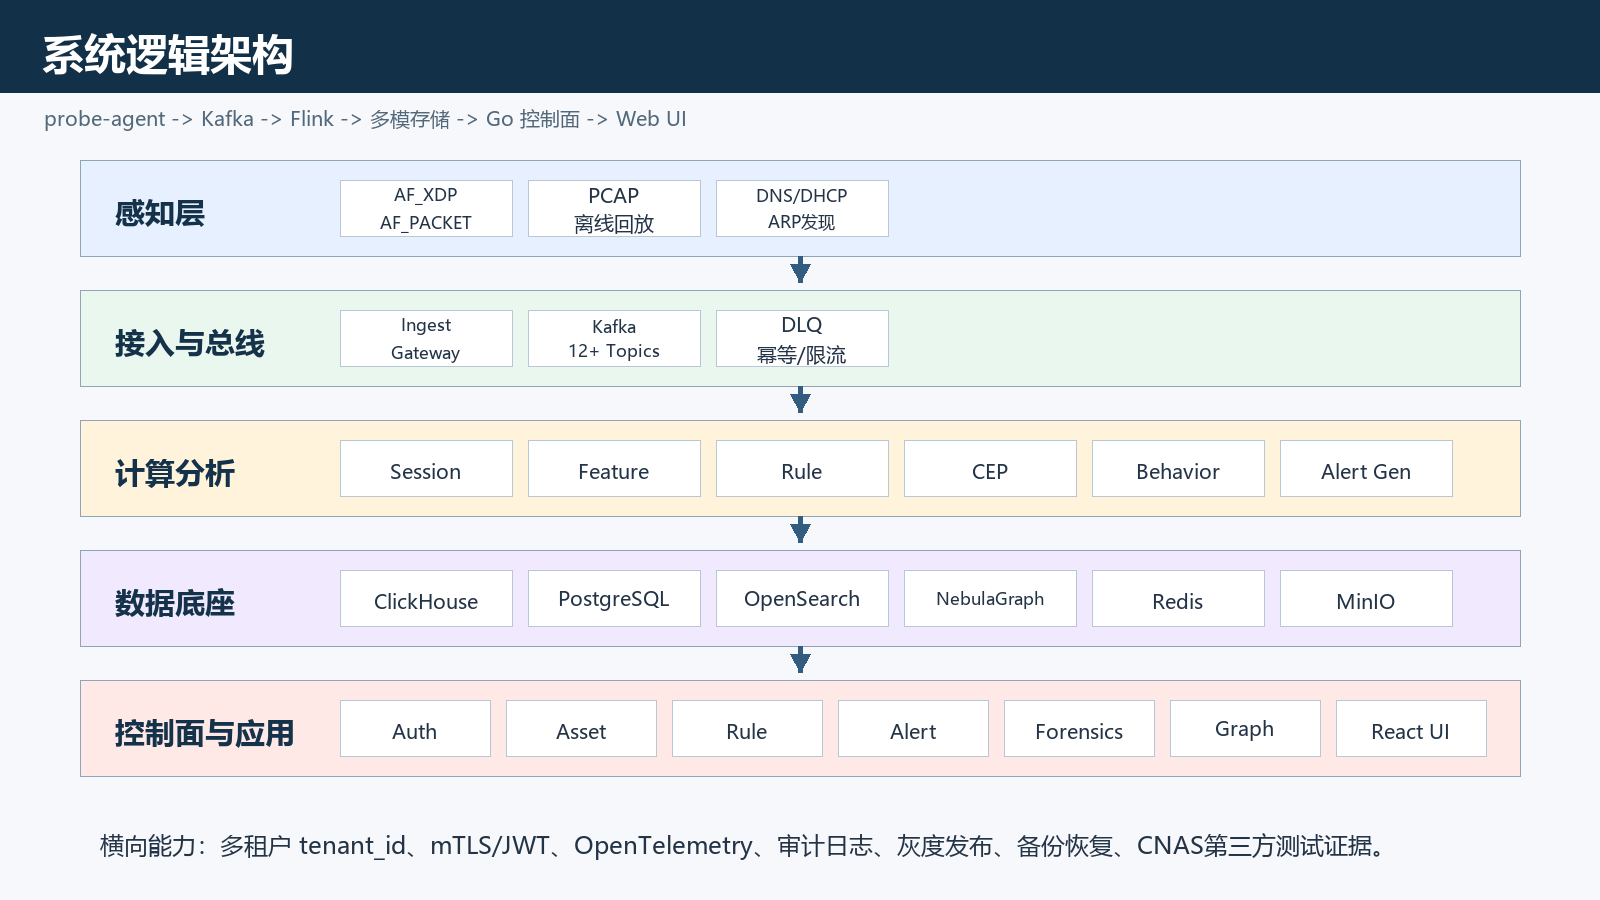 系统逻辑架构
probe-agent -> Kafka -> Flink -> 多模存储 -> Go 控制面 -> Web UI
感知层
AF_XDP
AF_PACKET
PCAP
离线回放
DNS/DHCP
ARP发现
接入与总线
Ingest
Gateway
Kafka
12+ Topics
DLQ
幂等/限流
计算分析
Session
Feature
Rule
CEP
Behavior
Alert Gen
数据底座
ClickHouse
PostgreSQL
OpenSearch
NebulaGraph
Redis
MinIO
控制面与应用
Auth
Asset
Rule
Alert
Forensics
Graph
React UI
横向能力：多租户 tenant_id、mTLS/JWT、OpenTelemetry、审计日志、灰度发布、备份恢复、CNAS第三方测试证据。